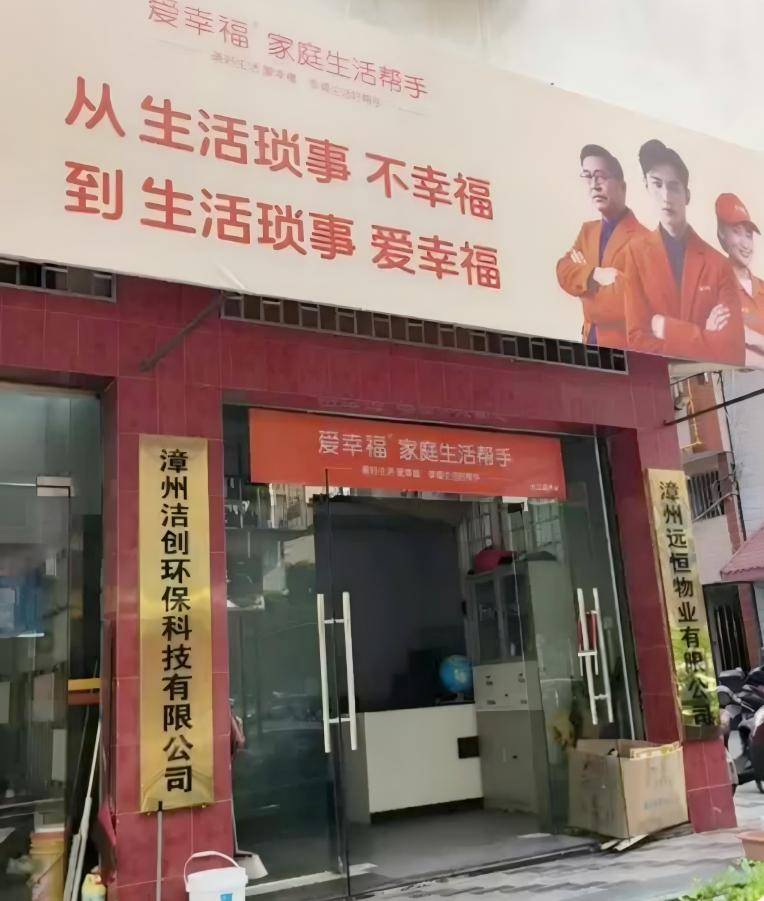 爱幸福® 家庭生活帮手
从生活琐事 不幸福
到生活琐事 爱幸福
爱幸福® 家庭生活帮手
漳州洁创环保科技有限公司
漳州远恒物业有限公司